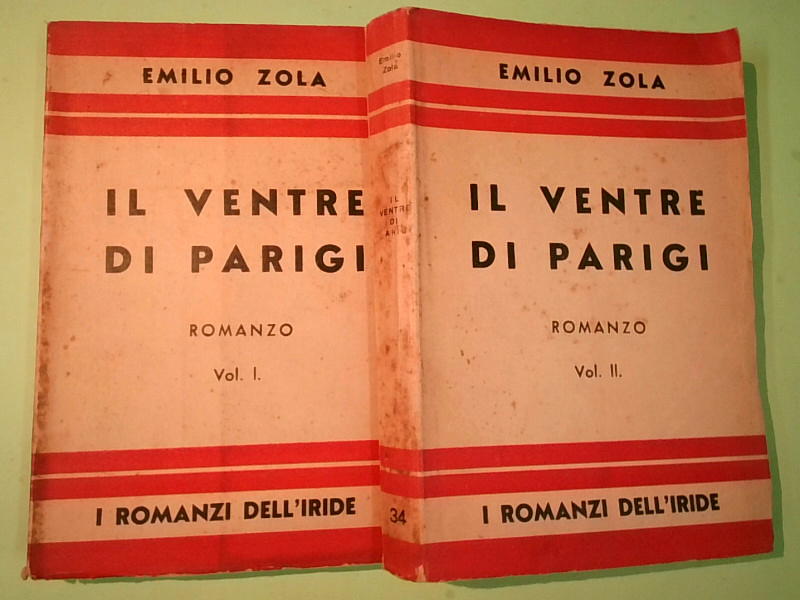 EMILIO ZOLA
IL VENTRE
DI PARIGI
ROMANZO
Vol. I.
I ROMANZI DELL'IRIDE
Emilio
Zola
IL
VENTRE
DI
34
EMILIO ZOLA
IL VENTRE
DI PARIGI
ROMANZO
Vol. II.
I ROMANZI DELL'IRIDE